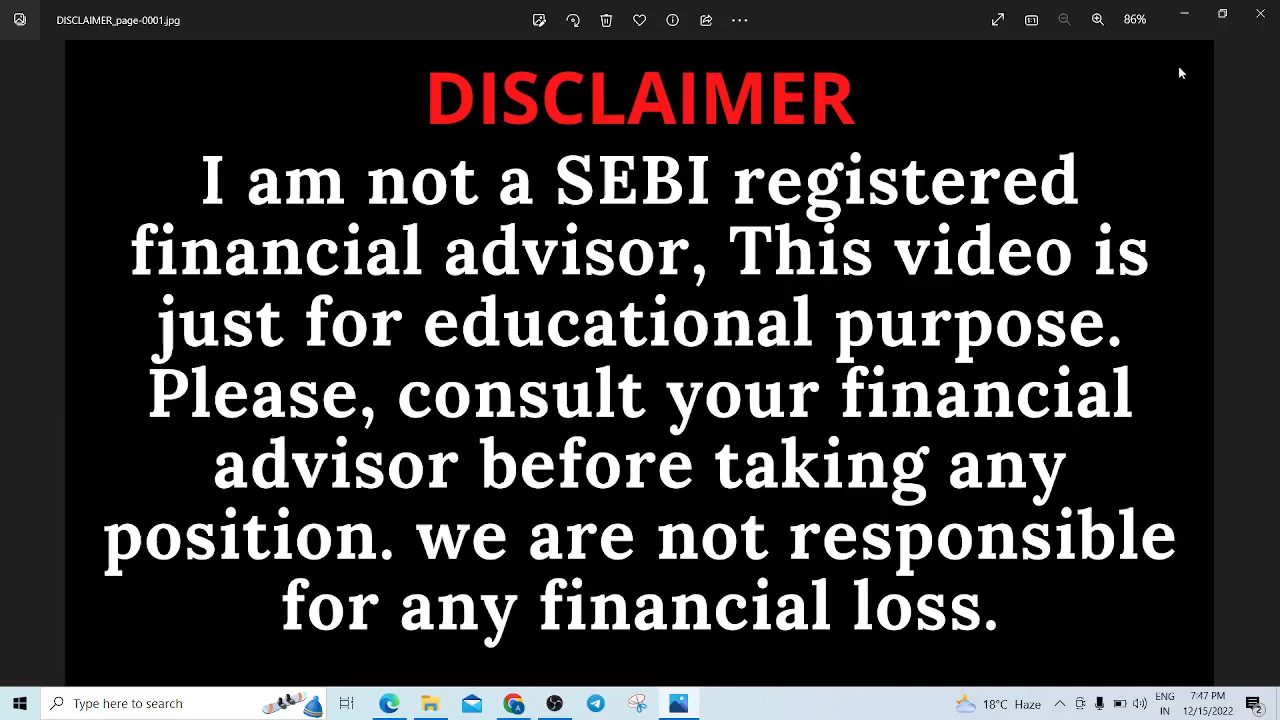 DISCLAIMER_page-0001.jpg
86%
DISCLAIMER
I am not a SEBI registered
financial advisor, This video is
just for educational purpose.
Please, consult your financial
advisor before taking any
position. we are not responsible
for any financial loss.
Type here to search
18°C Haze
ENG
IN
7:47 PM
12/15/2022
2